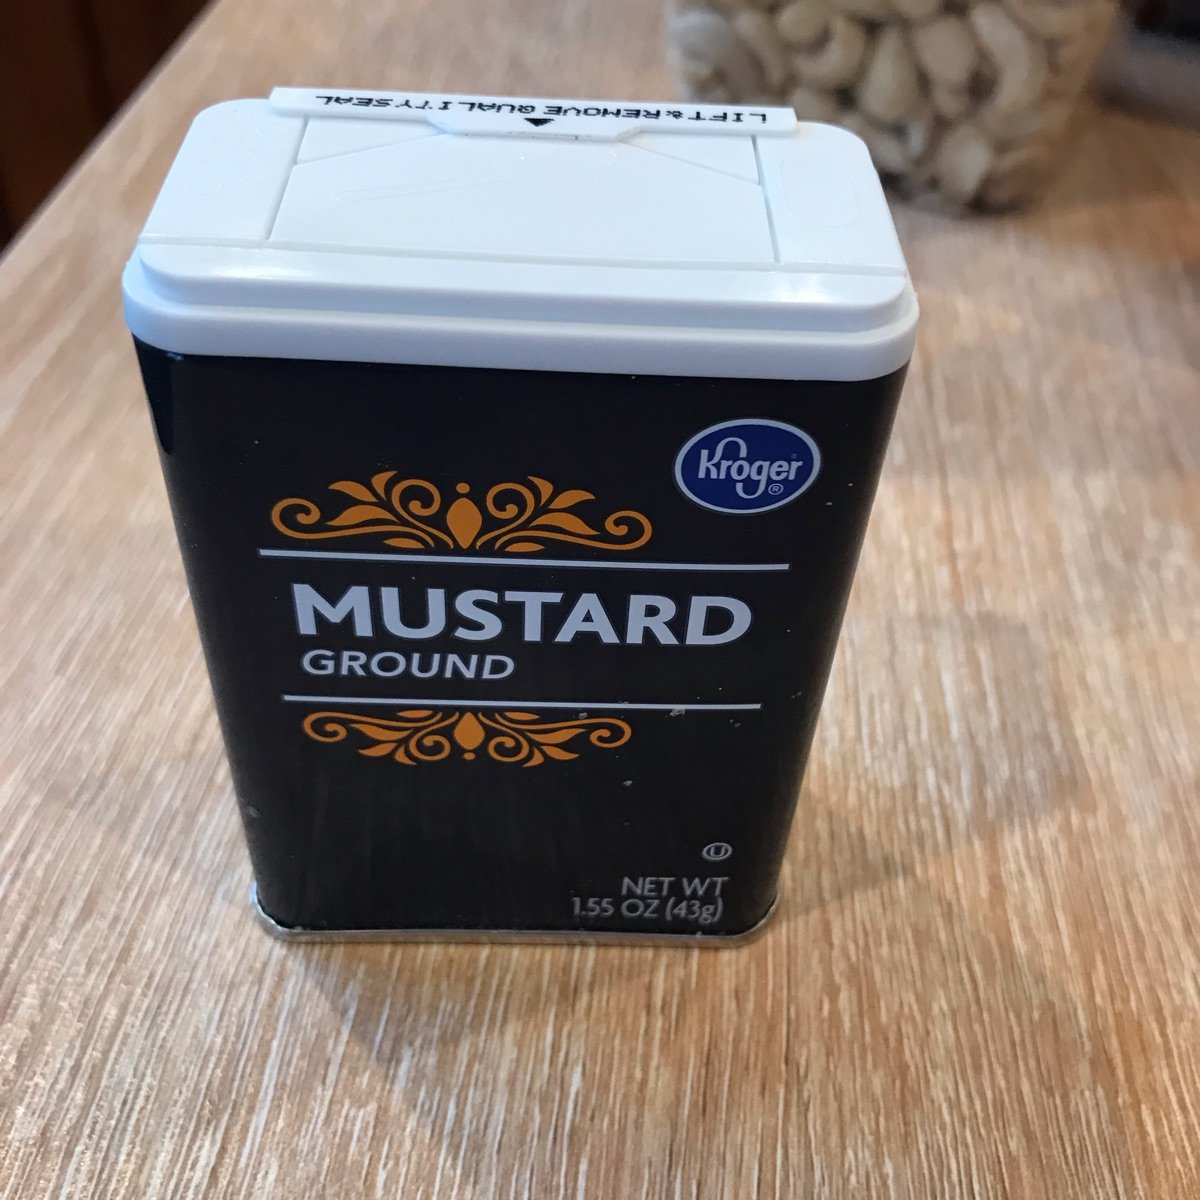 LIFT & REMOVE QUALITY SEAL
Kroger®
MUSTARD
GROUND
U
NET WT
1.55 OZ (43g)